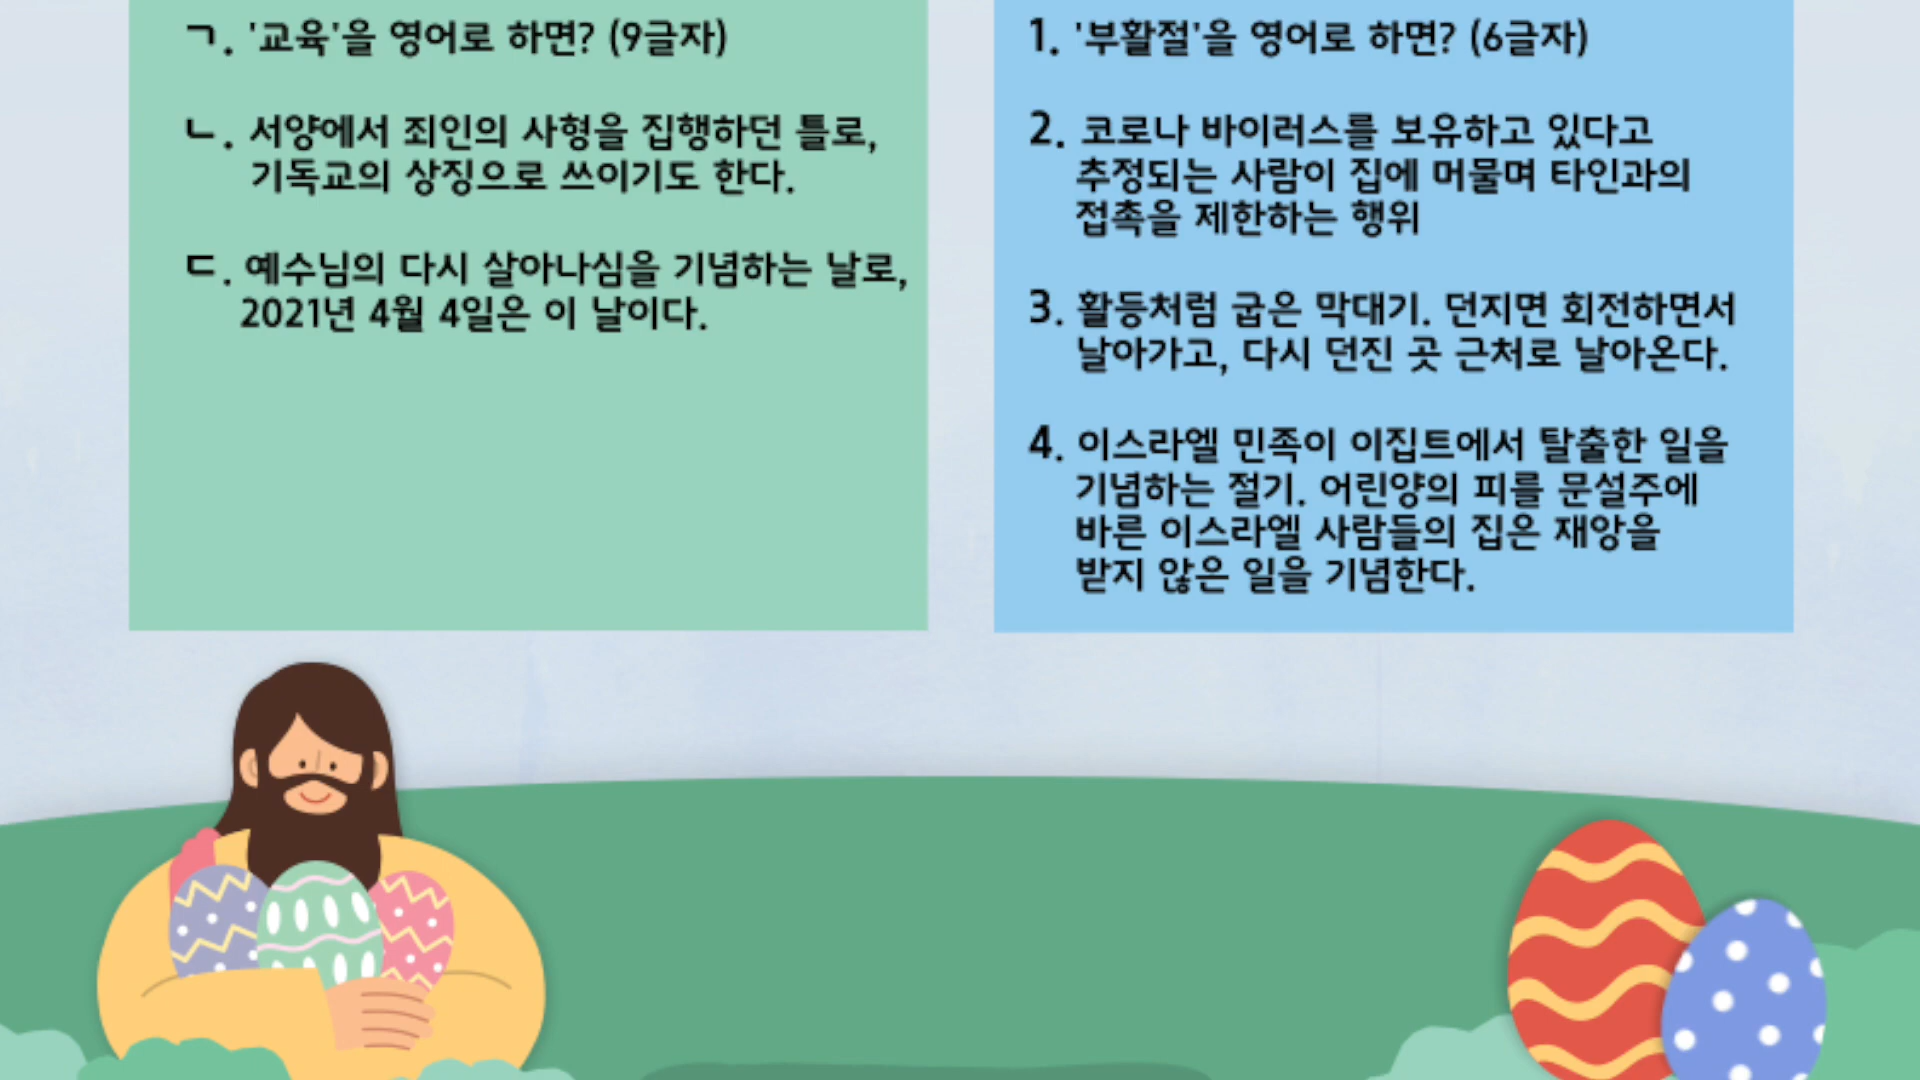 ㄱ. '교육'을 영어로 하면? (9글자)
ㄴ. 서양에서 죄인의 사형을 집행하던 틀로,
기독교의 상징으로 쓰이기도 한다.
ㄷ. 예수님의 다시 살아나심을 기념하는 날로,
2021년 4월 4일은 이 날이다.
1. '부활절'을 영어로 하면? (6글자)
2. 코로나 바이러스를 보유하고 있다고
추정되는 사람이 집에 머물며 타인과의
접촉을 제한하는 행위
3. 활등처럼 굽은 막대기. 던지면 회전하면서
날아가고, 다시 던진 곳 근처로 날아온다.
4. 이스라엘 민족이 이집트에서 탈출한 일을
기념하는 절기. 어린양의 피를 문설주에
바른 이스라엘 사람들의 집은 재앙을
받지 않은 일을 기념한다.